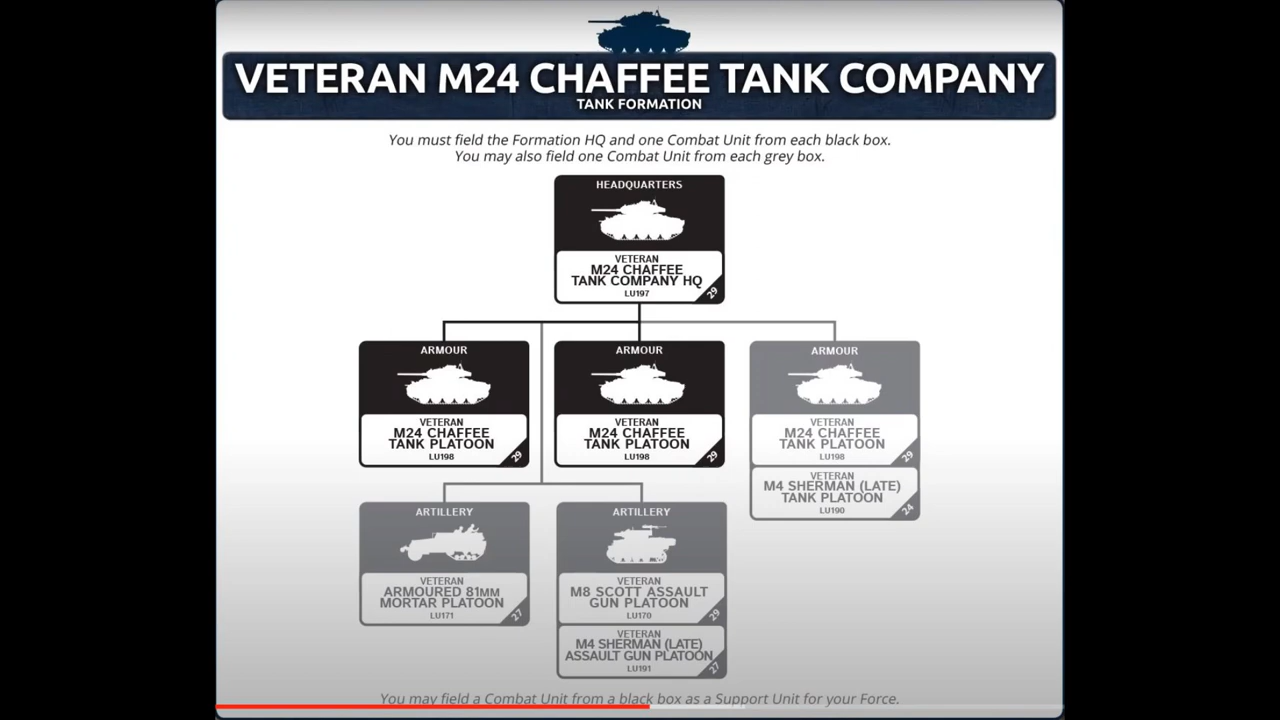 VETERAN M24 CHAFFEE TANK COMPANY
TANK FORMATION
You must field the Formation HQ and one Combat Unit from each black box.
You may also field one Combat Unit from each grey box.
HEADQUARTERS
VETERAN
M24 CHAFFEE
TANK COMPANY HQ
LU197
29
ARMOUR
VETERAN
M24 CHAFFEE
TANK PLATOON
LU198
29
ARMOUR
VETERAN
M24 CHAFFEE
TANK PLATOON
LU198
29
ARMOUR
VETERAN
M24 CHAFFEE
TANK PLATOON
LU198
29
VETERAN
M4 SHERMAN (LATE)
TANK PLATOON
LU190
24
ARTILLERY
VETERAN
ARMOURED 81MM
MORTAR PLATOON
LU171
27
ARTILLERY
VETERAN
M8 SCOTT ASSAULT
GUN PLATOON
LU170
29
VETERAN
M4 SHERMAN (LATE)
ASSAULT GUN PLATOON
LU191
27
You may field a Combat Unit from a black box as a Support Unit for your Force.